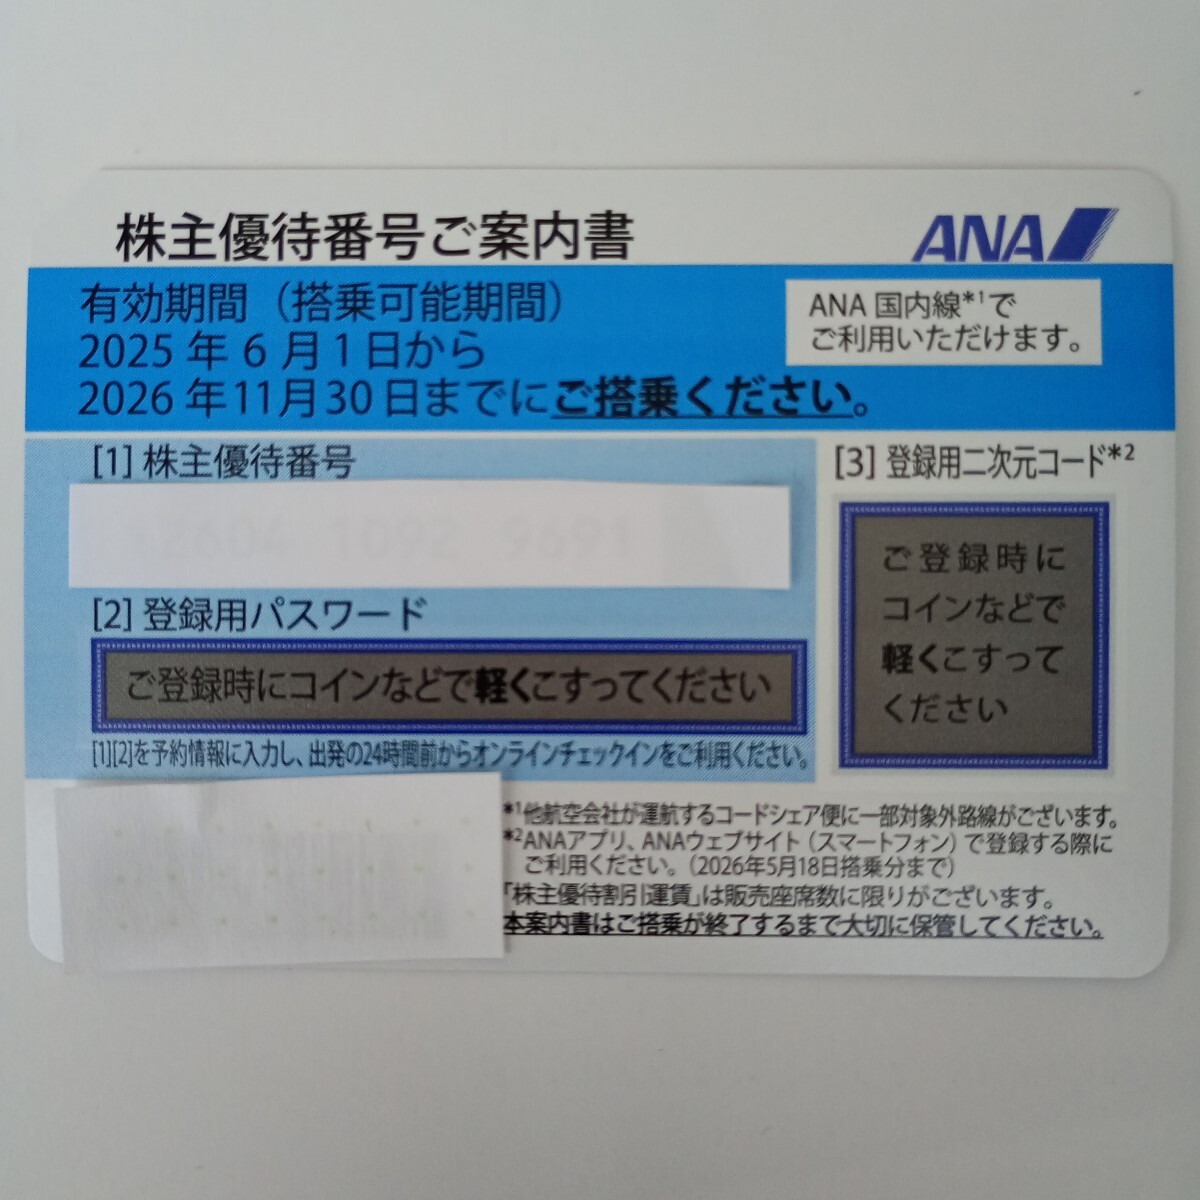 株主優待番号ご案内書
ANA
有効期間（搭乗可能期間）
2025年6月1日から
2026年11月30日までにご搭乗ください。
ANA国内線*1で
ご利用いただけます。
[1] 株主優待番号
[2] 登録用パスワード
ご登録時にコインなどで軽くこすってください
[1][2]を予約情報に入力し、出発の24時間前からオンラインチェックインをご利用ください。
[3] 登録用二次元コード*2
ご登録時に
コインなどで
軽くこすって
ください
*1他航空会社が運航するコードシェア便に一部対象外路線がございます。
*2ANAアプリ、ANAウェブサイト（スマートフォン）で登録する際に
ご利用ください。（2026年5月18日搭乗分まで）
「株主優待割引運賃」は販売座席数に限りがございます。
本案内書はご搭乗が終了するまで大切に保管してください。